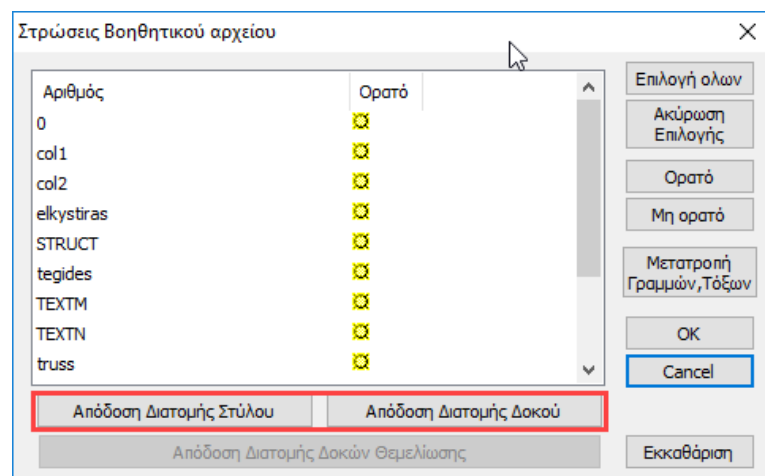 Στρώσεις Βοηθητικού αρχείου
Αριθμός Ορατό
0
col1
col2
elkystiras
STRUCT
tegides
TEXTM
TEXTN
truss
Επιλογή ολων
Ακύρωση
Επιλογής
Ορατό
Μη ορατό
Μετατροπή
Γραμμών,Τόξων
OK
Cancel
Απόδοση Διατομής Στύλου Απόδοση Διατομής Δοκού
Απόδοση Διατομής Δοκών Θεμελίωσης Εκκαθάριση